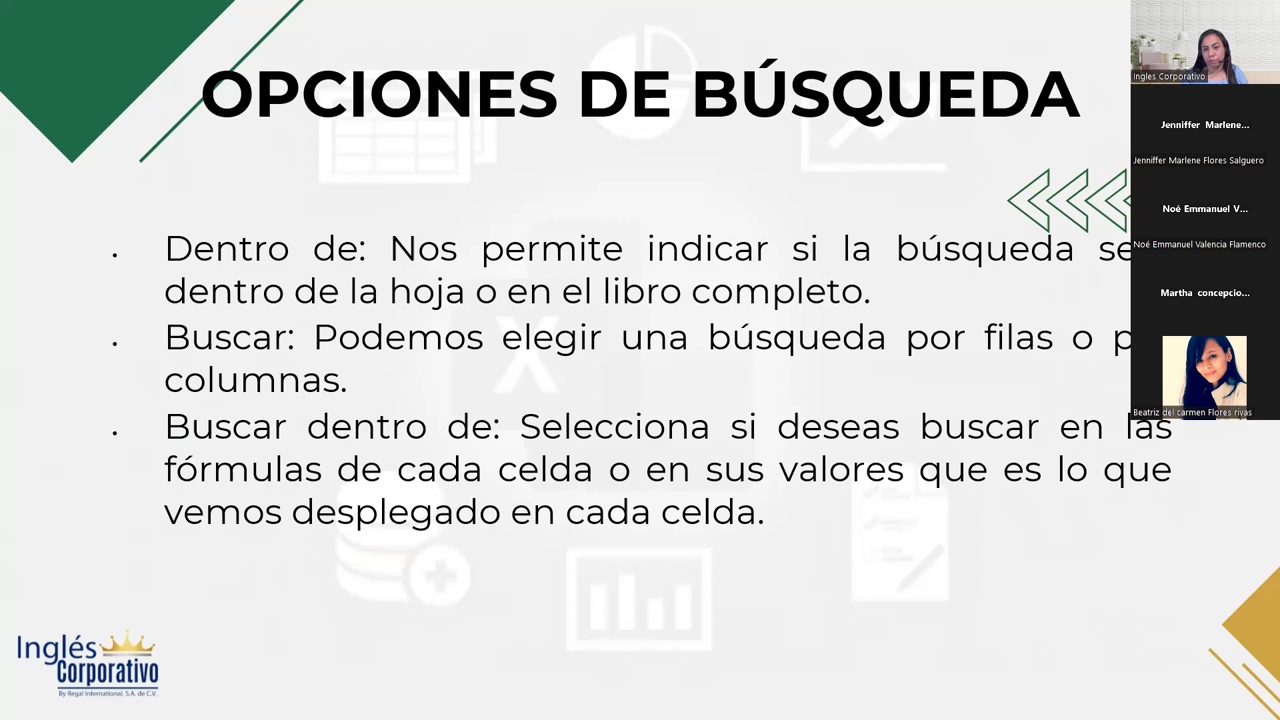 OPCIONES DE BÚSQUEDA
Dentro de: Nos permite indicar si la búsqueda
dentro de la hoja o en el libro completo.
Buscar: Podemos elegir una búsqueda por filas o
columnas.
Buscar dentro de: Selecciona si deseas buscar en las
fórmulas de cada celda o en sus valores que es lo que
vemos desplegado en cada celda.
Inglés
Corporativo
By Regal International, S.A. de C.V.
Ingles Corporativo
Jenniffer Marlene...
Jenniffer Marlene Flores Salguero
Noé Emmanuel V...
Noé Emmanuel Valencia Flamenco
Martha concepcio...
Beatriz del carmen Flores rivas